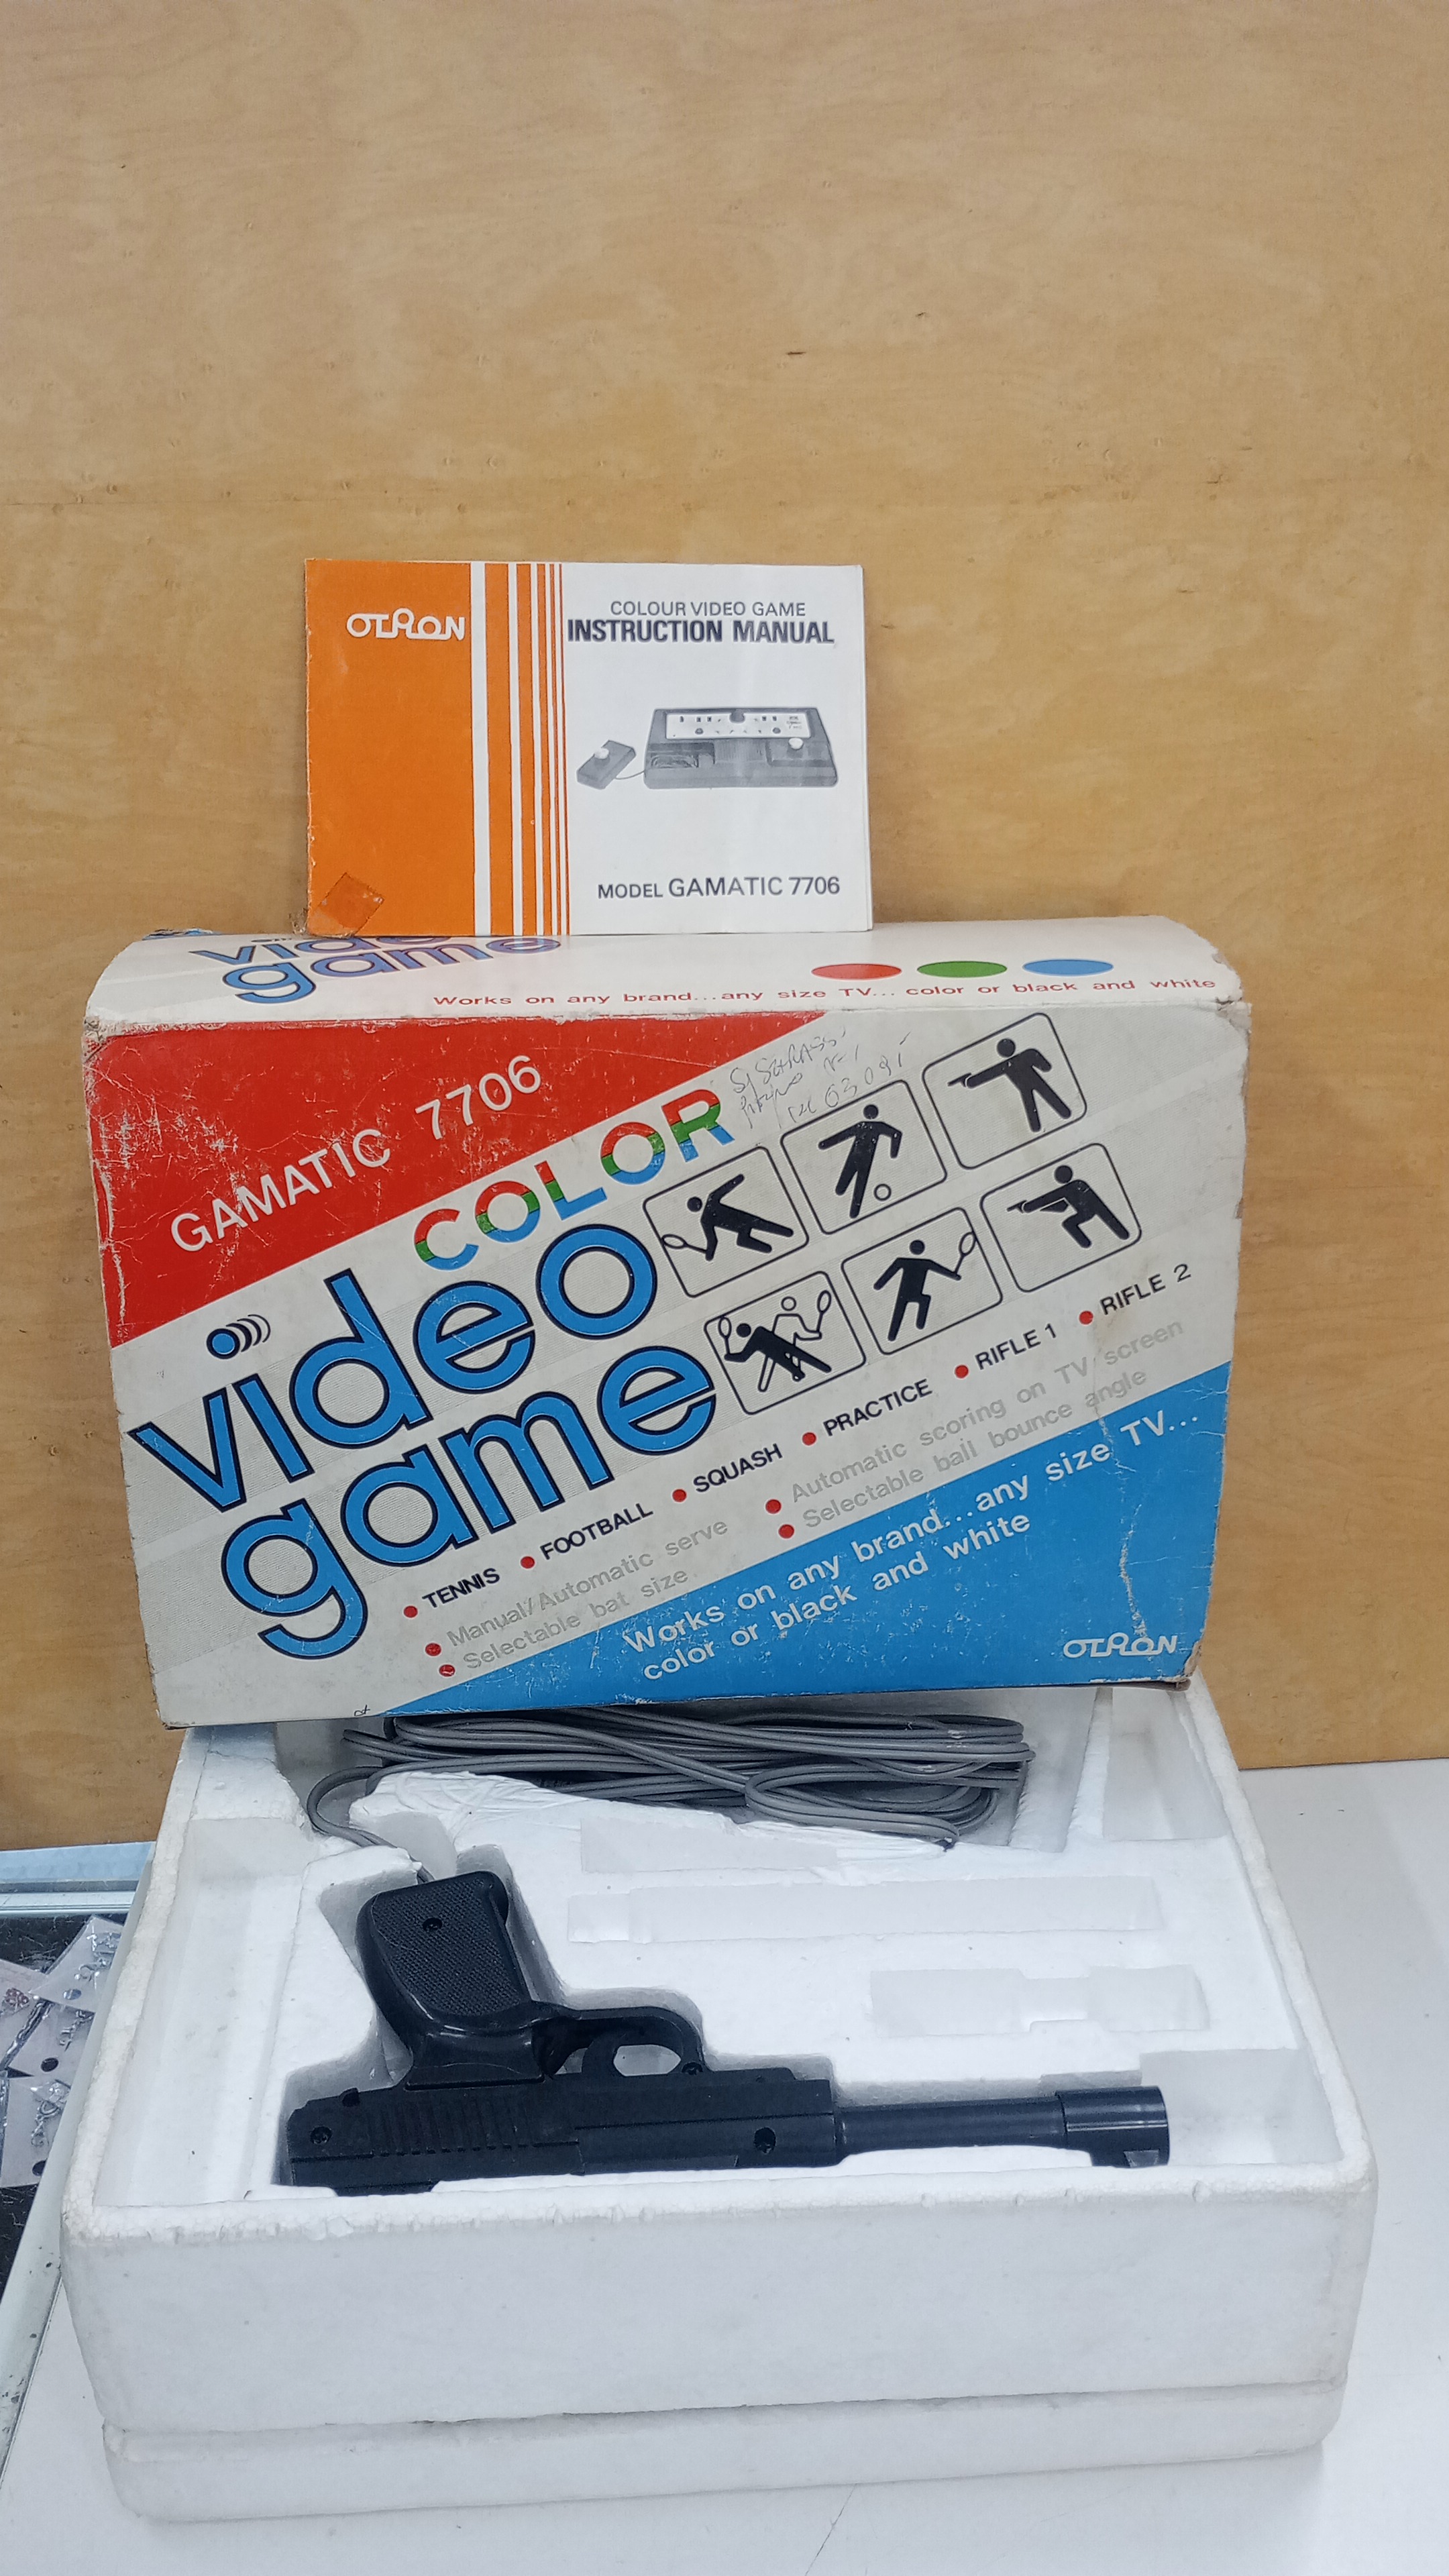 OTRON
COLOUR VIDEO GAME
INSTRUCTION MANUAL
MODEL GAMATIC 7706
video
game
Works on any brand...any size TV... color or black and white
GAMATIC 7706
COLOR
video
game
TENNIS
FOOTBALL
SQUASH
PRACTICE
RIFLE 1
RIFLE 2
Manual/Automatic serve
Selectable bat size
Automatic scoring on TV screen
Selectable ball bounce angle
Works on any brand...any size TV...
color or black and white
OTRON